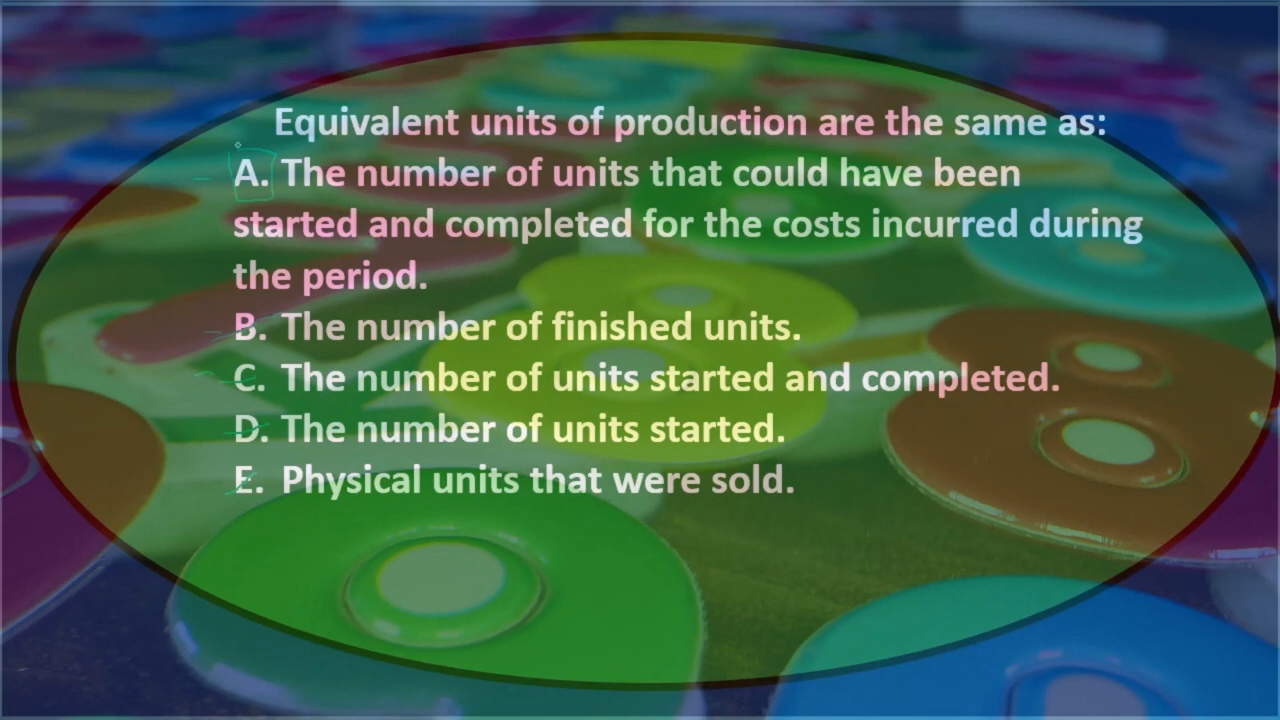 Equivalent units of production are the same as:
A. The number of units that could have been
started and completed for the costs incurred during
the period.
B. The number of finished units.
C. The number of units started and completed.
D. The number of units started.
E. Physical units that were sold.